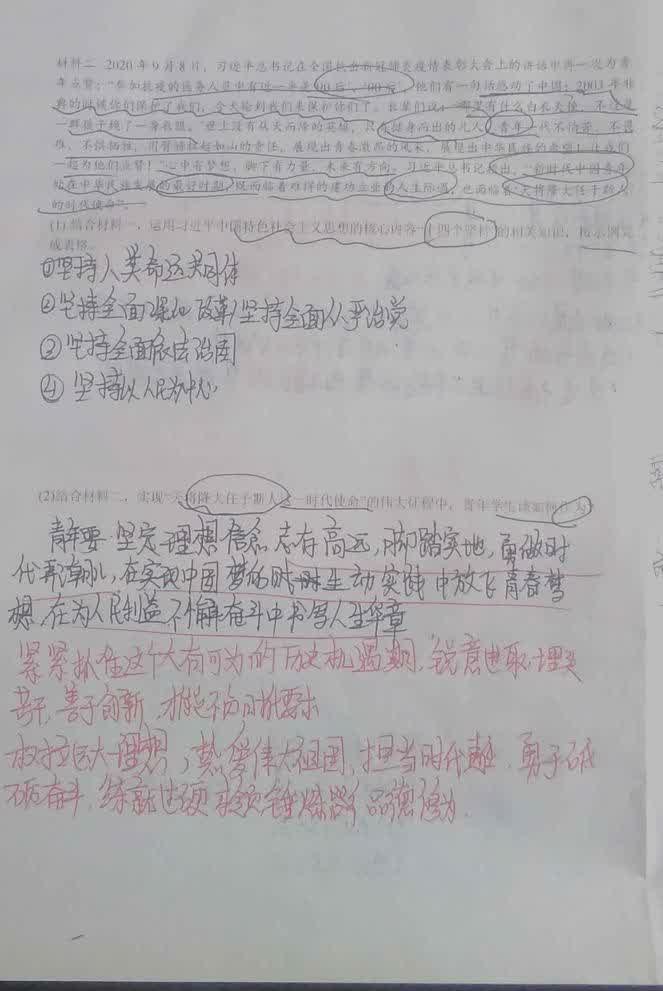 材料二 2020年9月8日，习近平总书记在全国抗击新冠肺炎疫情表彰大会上的讲话中再一次为青
年点赞："参加抗疫的医务人员中有近一半是'90后'、'00后'，他们有一句话感动了中国：2003年非
典的时候你们保护了我们，今天轮到我们来保护你们了。长辈们说：'哪里有什么白衣天使，不过是
一群孩子换了一身衣服。'世上没有从天而降的英雄，只有挺身而出的凡人。青年一代不怕苦、不畏
难、不惧牺牲，用臂膀扛起如山的责任，展现出青春激昂的风采，展现出中华民族的希望！让我们
一起为他们点赞！"心中有梦想，脚下有力量，未来有方向。习近平总书记指出，"新时代中国青年
处在中华民族发展的最好时期，既面临着难得的建功立业的人生际遇，也面临着'天将降大任于斯人'
的时代使命"。
(1)结合材料一，运用习近平中国特色社会主义思想的核心内容"十四个坚持"的相关知识，按示例完
成表格。
①坚持人类命运共同体
②坚持全面深化改革/坚持全面从严治党
③坚持全面依法治国
④坚持以人民为中心
(2)结合材料二，实现"天将降大任于斯人这一时代使命"的伟大征程中，青年学生该如何作为?
青年要坚定理想信念，志存高远，脚踏实地，勇做时
代弄潮儿，在实现中国梦的生动实践中放飞青春梦
想，在为人民利益不懈奋斗中书写人生华章
紧紧抓住这个大有可为的历史机遇期，锐意进取，埋头
苦干，善于创新，
树立远大理想，热爱伟大祖国，担当时代责任，勇于砥
砺奋斗，练就过硬本领，锤炼品德修为。